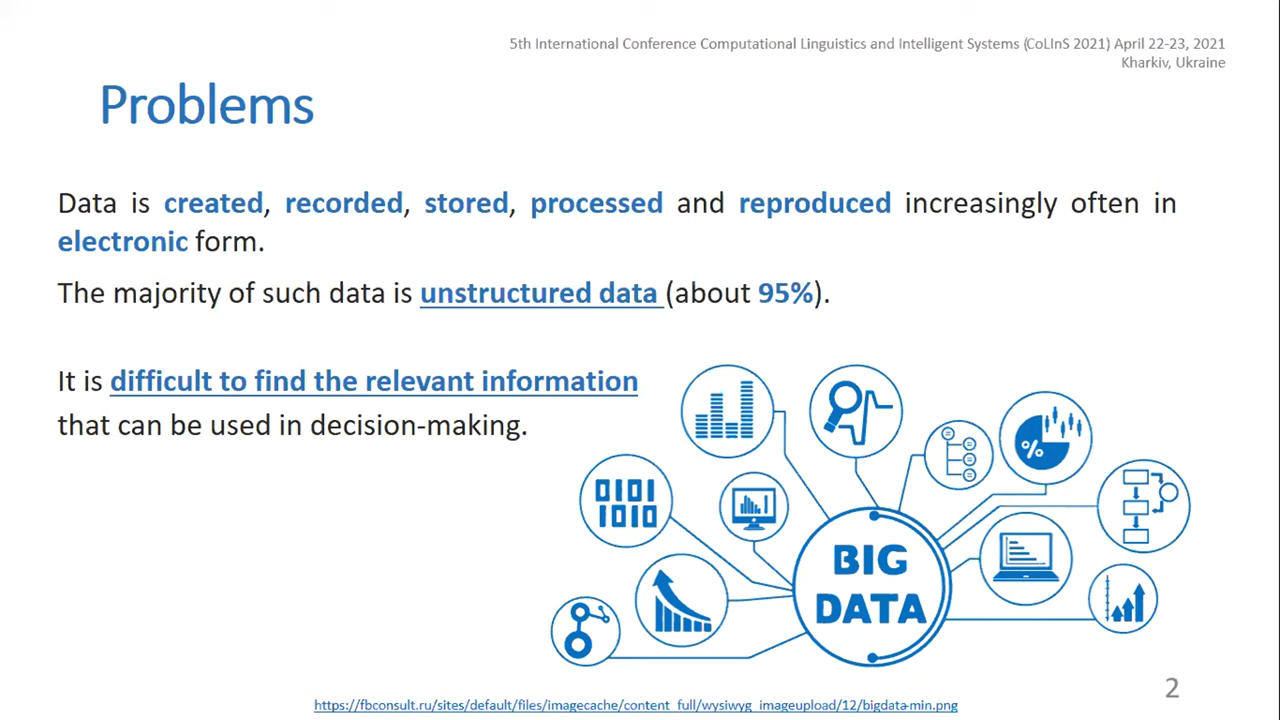 5th International Conference Computational Linguistics and Intelligent Systems (CoLInS 2021) April 22-23, 2021
Kharkiv, Ukraine
Problems
Data is created, recorded, stored, processed and reproduced increasingly often in
electronic form.
The majority of such data is unstructured data (about 95%).
It is difficult to find the relevant information
that can be used in decision-making.
%
0101
1010
BIG
DATA
2
https://fbconsult.ru/sites/default/files/imagecache/content_full/wysiwyg_imageupload/12/bigdata-min.png